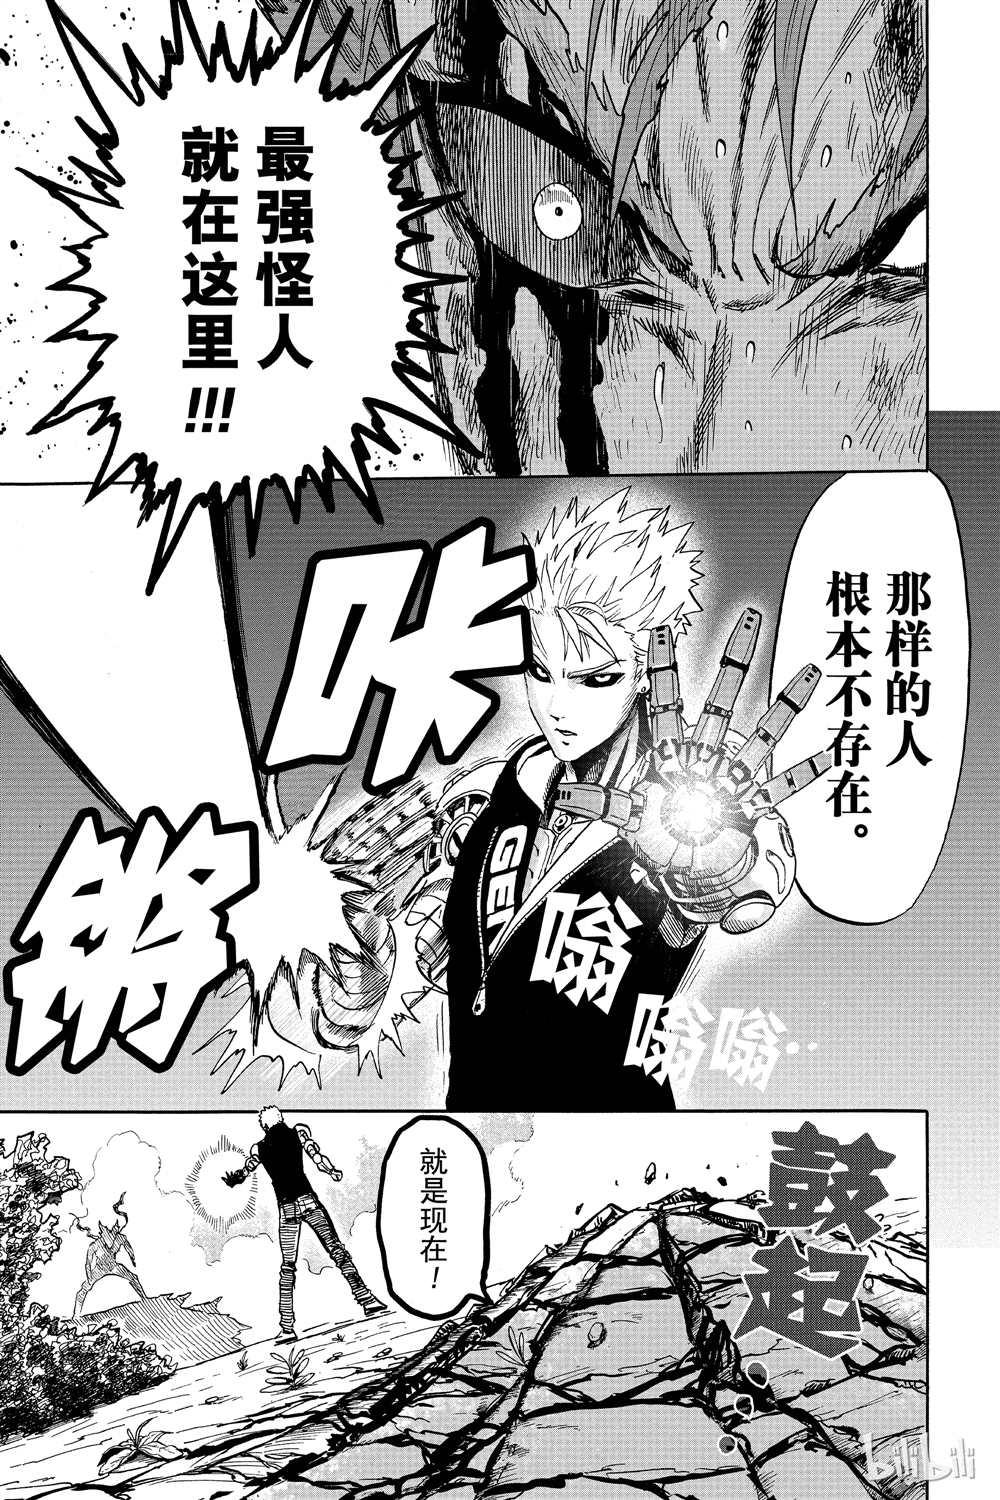 最强怪人
就在这里!!!
那样的人
根本不存在。
咔
锵
GEN
嗡
嗡
嗡··
就是现在!
鼓起···
bilibili